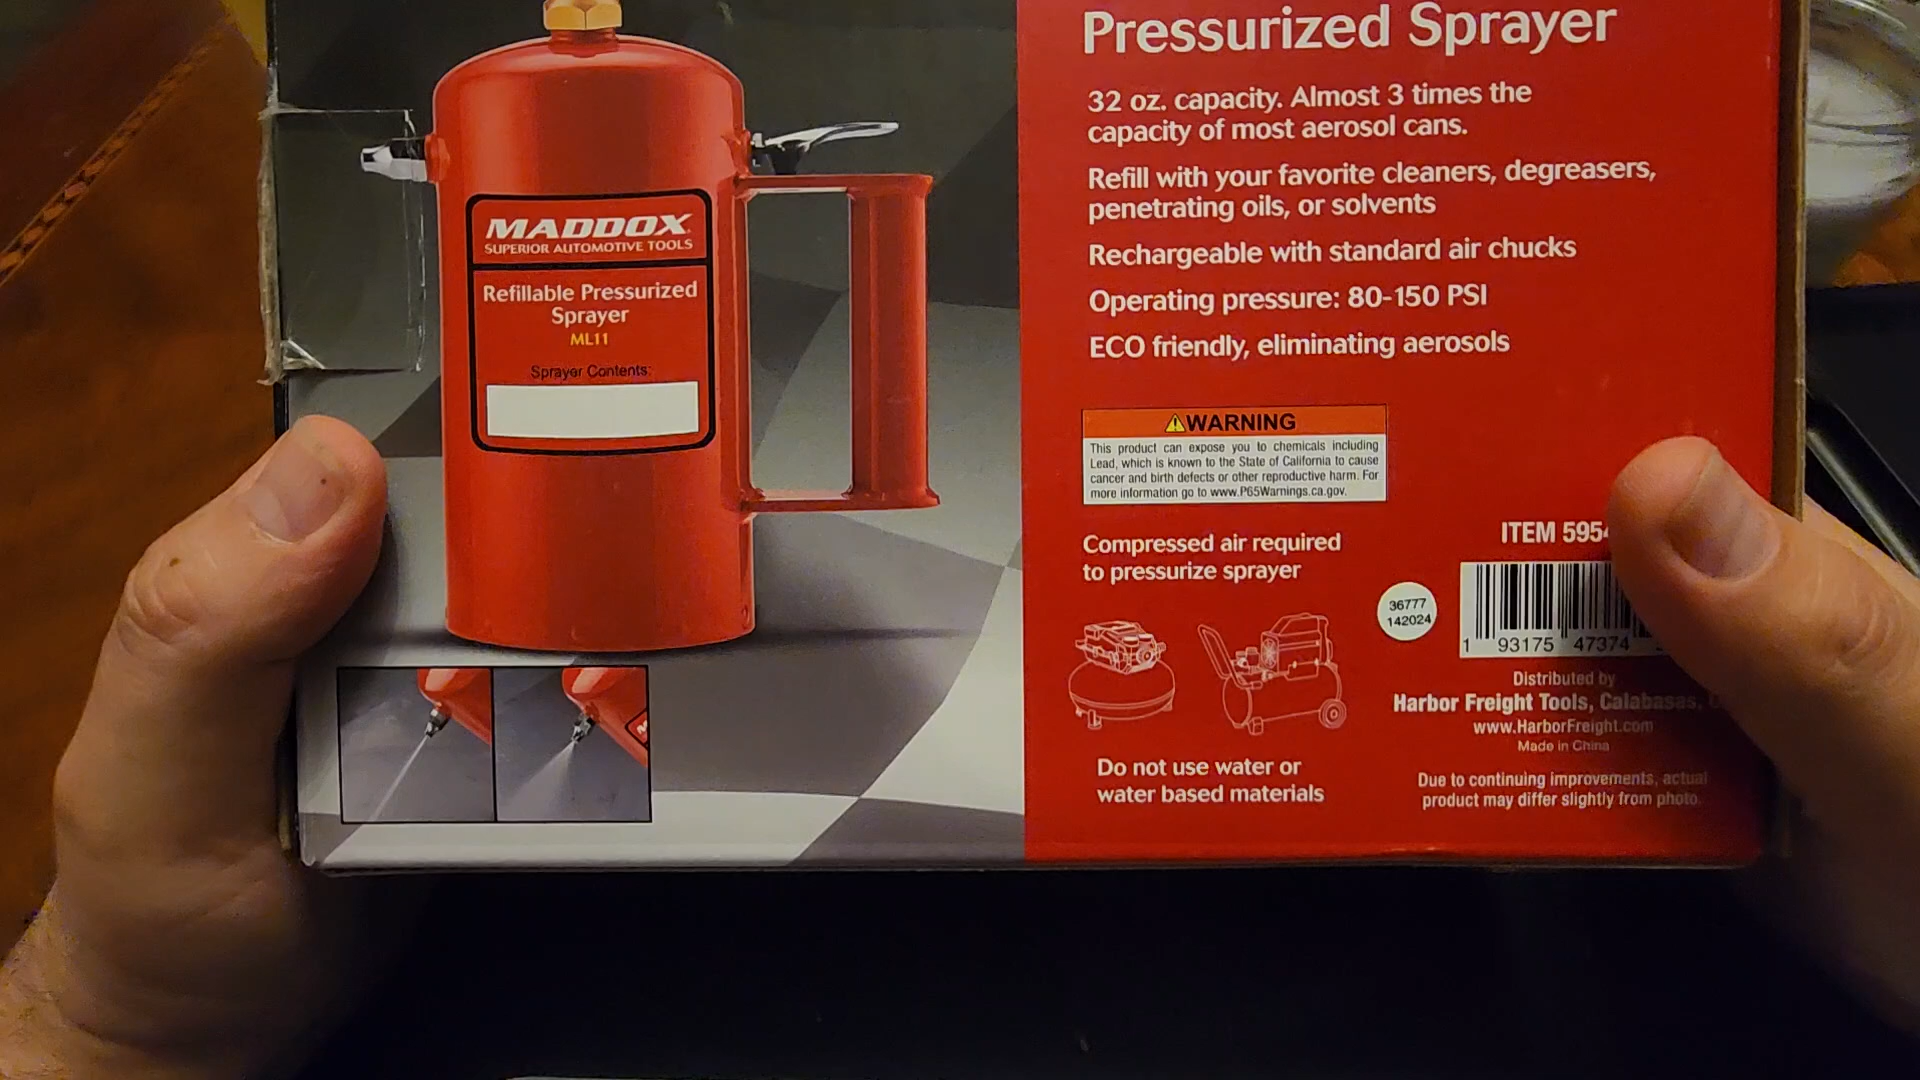 Pressurized Sprayer
32 oz. capacity. Almost 3 times the
capacity of most aerosol cans.
Refill with your favorite cleaners, degreasers,
penetrating oils, or solvents
Rechargeable with standard air chucks
Operating pressure: 80-150 PSI
ECO friendly, eliminating aerosols
MADDOX
SUPERIOR AUTOMOTIVE TOOLS
Refillable Pressurized
Sprayer
ML11
Sprayer Contents:
WARNING
This product can expose you to chemicals including
Lead, which is known to the State of California to cause
cancer and birth defects or other reproductive harm. For
more information go to www.P65Warnings.ca.gov.
Compressed air required
to pressurize sprayer
ITEM 595
36777
142024
1 93175 47374
Distributed by
Harbor Freight Tools, Calabasas,
www.HarborFreight.com
Made in China
Do not use water or
water based materials
Due to continuing improvements, actual
product may differ slightly from photo.